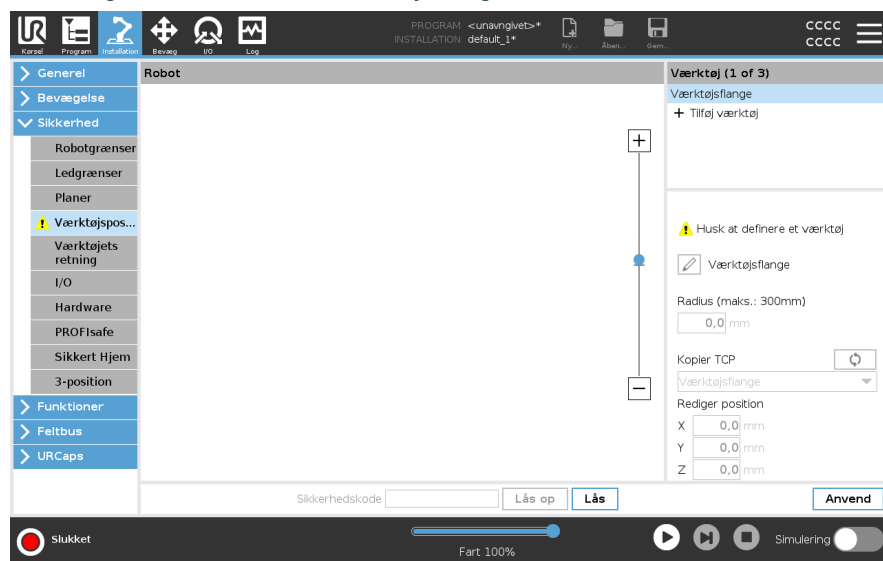 PROGRAM <unavngivet>*
INSTALLATION default_1*
cccc
cccc
Kørsel Program Installation Bevæg I/O Log Ny... Åben... Gem...
Generel
Bevægelse
Sikkerhed
Robotgrænser
Ledgrænser
Planer
Værktøjspos...
Værktøjets
retning
I/O
Hardware
PROFIsafe
Sikkert Hjem
3-position
Funktioner
Feltbus
URCaps
Robot
Værktøj (1 of 3)
Værktøjsflange
+ Tilføj værktøj
Husk at definere et værktøj
Værktøjsflange
Radius (maks.: 300mm)
0,0 mm
Kopier TCP
Værktøjsflange
Rediger position
X 0,0 mm
Y 0,0 mm
Z 0,0 mm
Sikkerhedskode Lås op Lås Anvend
Slukket
Fart 100%
Simulering